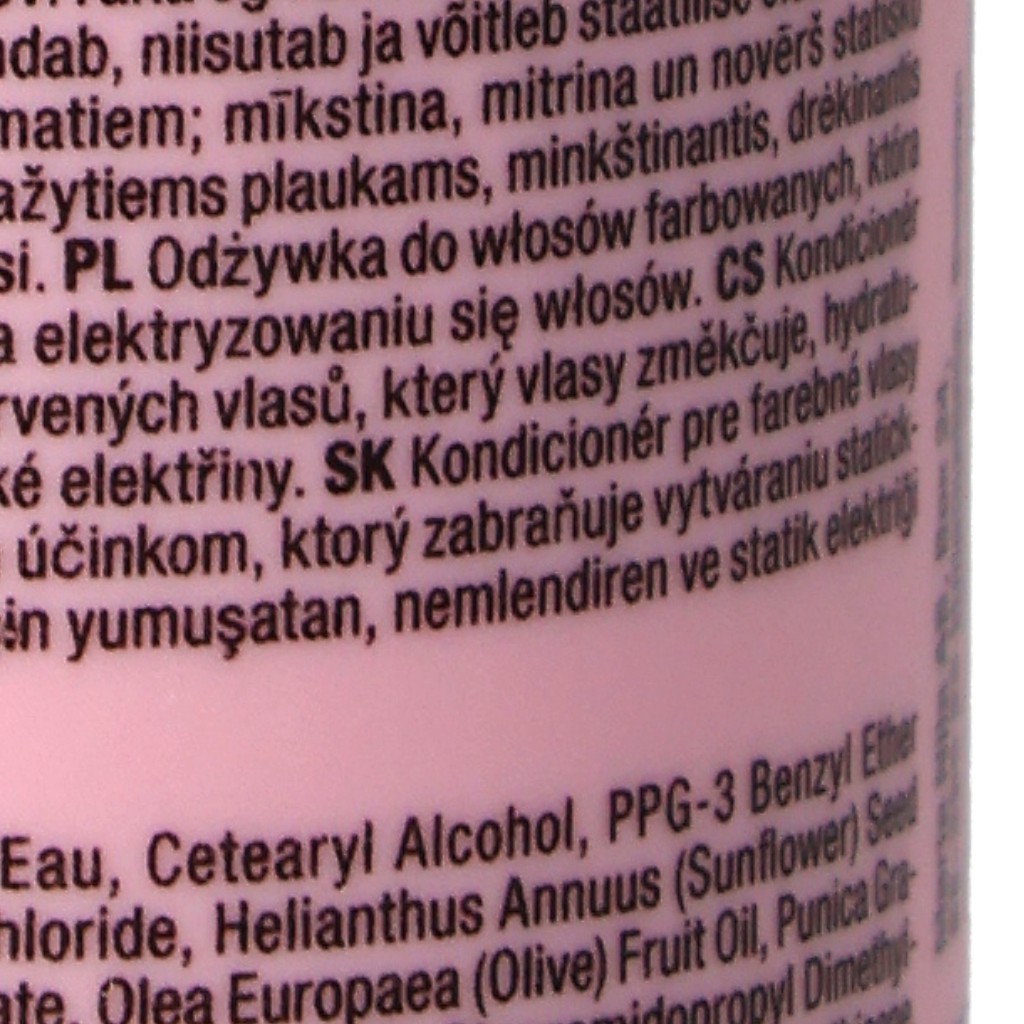 ndab, niisutab ja võitleb staatilise
matiem; mīkstina, mitrina un novērš statisko
ažytiems plaukams, minkštinantis, drėkinantis
si. PL Odżywka do włosów farbowanych, która
a elektryzowaniu się włosów. CS Kondicionér
rvených vlasů, který vlasy změkčuje, hydratu-
ké elektřiny. SK Kondicionér pre farebné vlasy
účinkom, ktorý zabraňuje vytváraniu statick-
yumuşatan, nemlendiren ve statik elektriği
Eau, Cetearyl Alcohol, PPG-3 Benzyl Ether
hloride, Helianthus Annuus (Sunflower) Seed
ate, Olea Europaea (Olive) Fruit Oil, Punica Gra-
midopropyl Dimethyl-